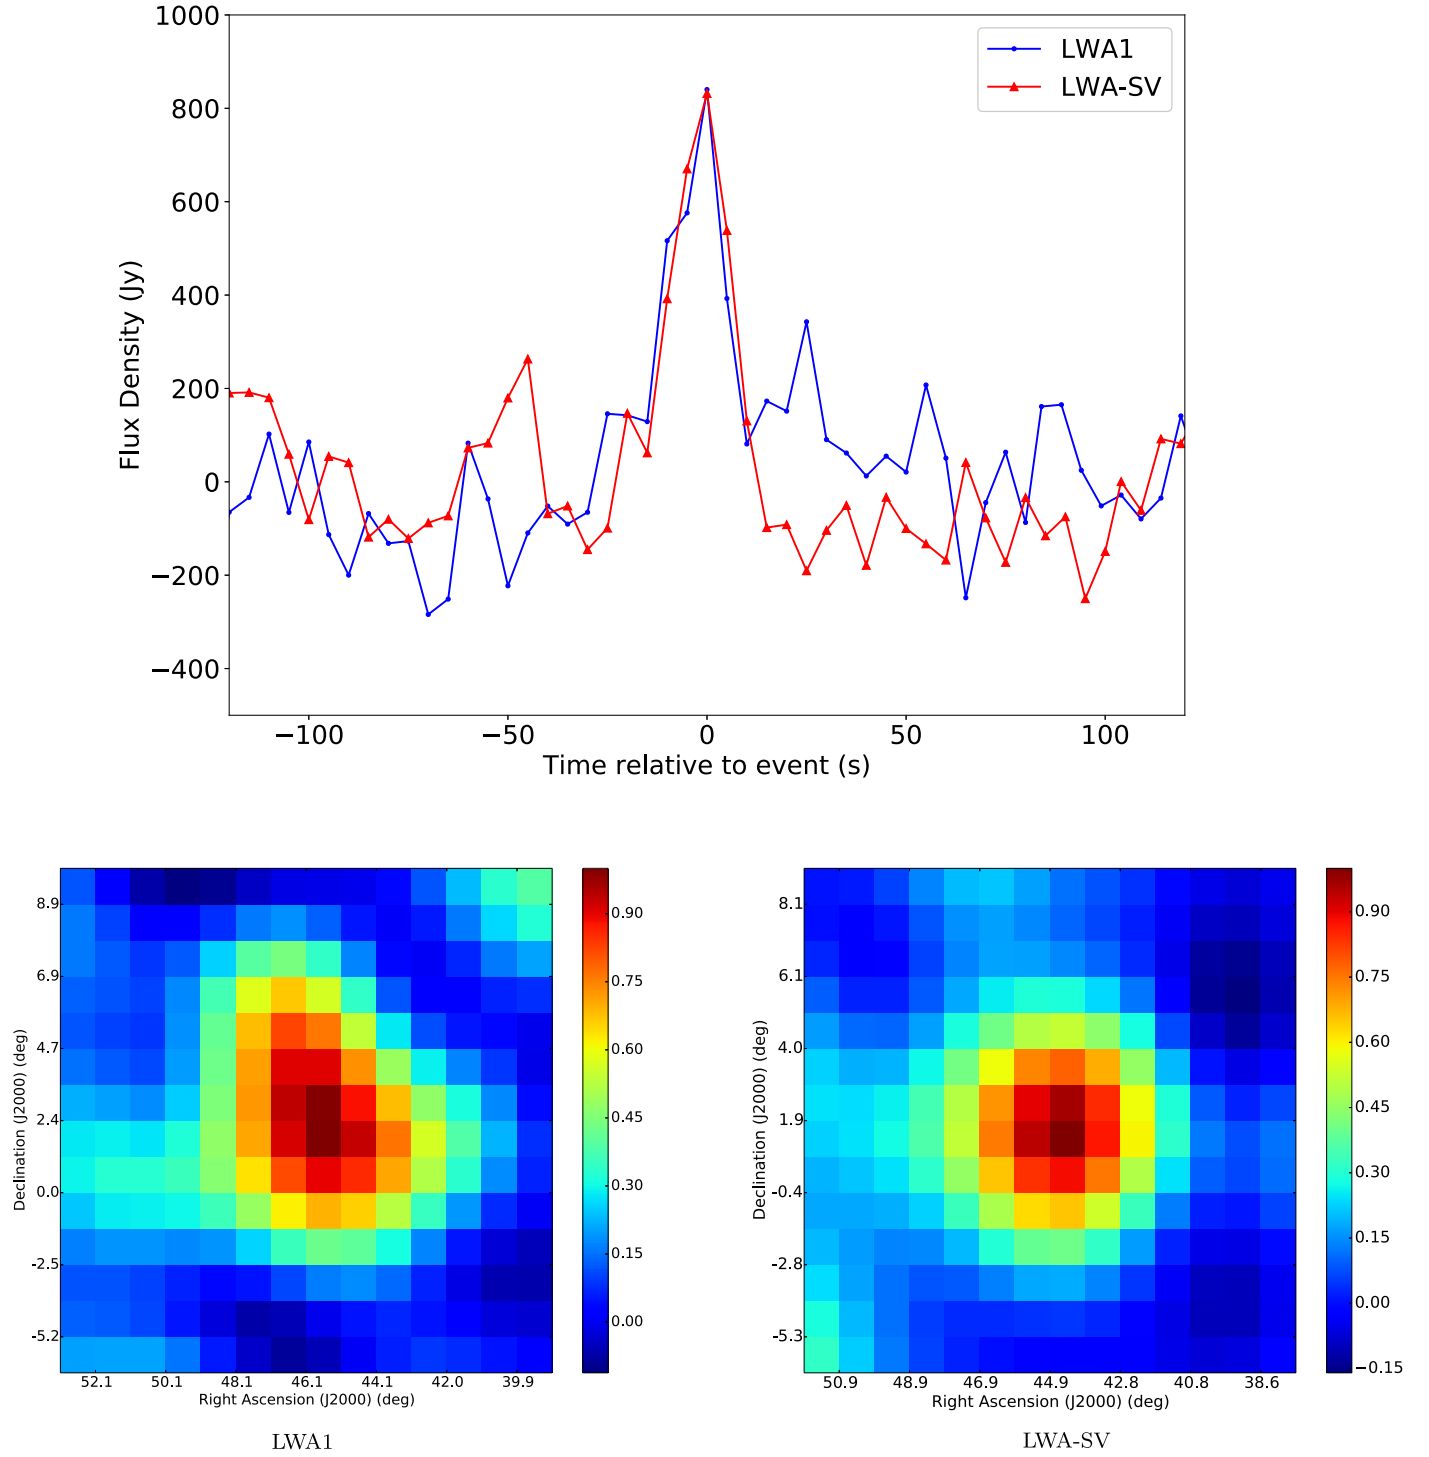 1000
800
600
400
200
0
−200
−400
Flux Density (Jy)
LWA1
LWA-SV
−100 −50 0 50 100
Time relative to event (s)
8.9
6.9
4.7
2.4
0.0
-2.5
-5.2
Declination (J2000) (deg)
52.1 50.1 48.1 46.1 44.1 42.0 39.9
Right Ascension (J2000) (deg)
0.90
0.75
0.60
0.45
0.30
0.15
0.00
LWA1
8.1
6.1
4.0
1.9
-0.4
-2.8
-5.3
Declination (J2000) (deg)
50.9 48.9 46.9 44.9 42.8 40.8 38.6
Right Ascension (J2000) (deg)
0.90
0.75
0.60
0.45
0.30
0.15
0.00
−0.15
LWA-SV